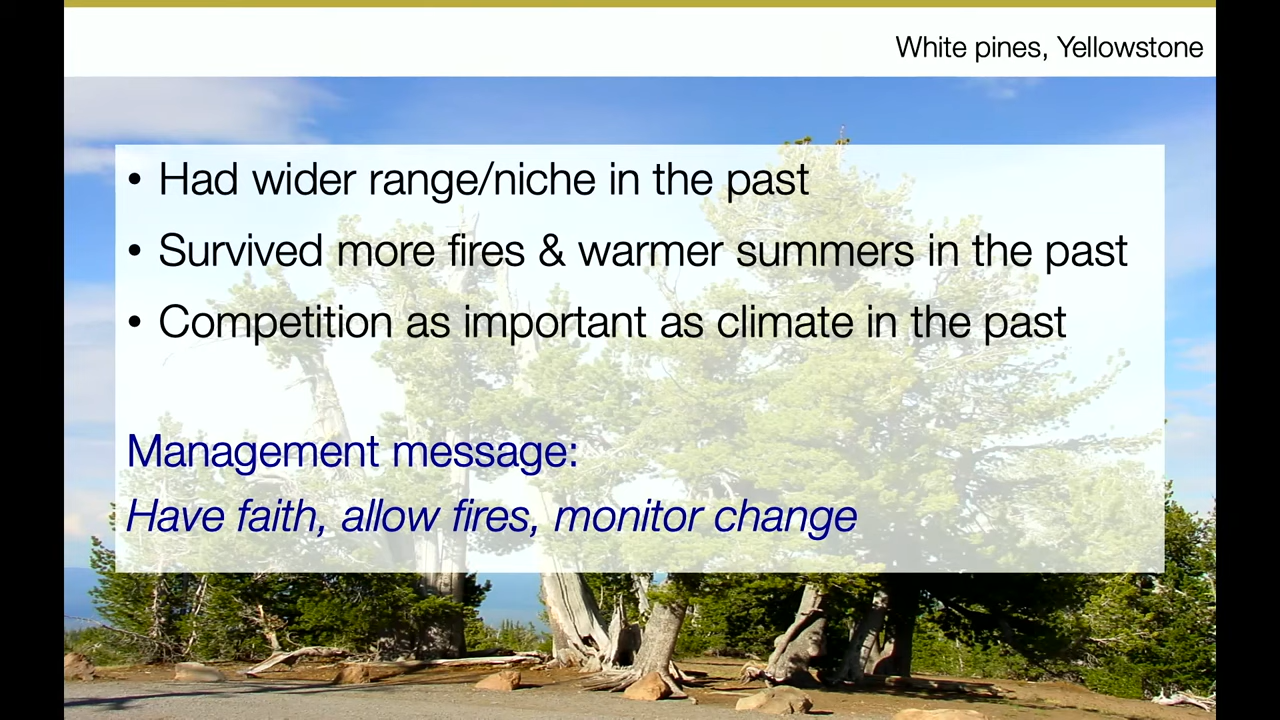 White pines, Yellowstone
• Had wider range/niche in the past
• Survived more fires & warmer summers in the past
• Competition as important as climate in the past
Management message:
Have faith, allow fires, monitor change